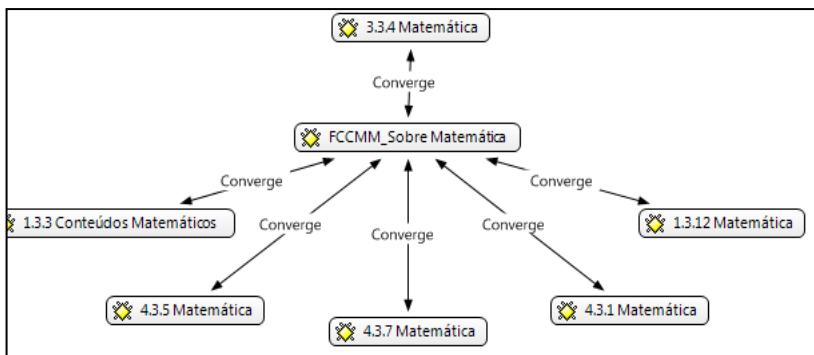 3.3.4 Matemática
Converge
FCCMM_Sobre Matemática
Converge
Converge
1.3.3 Conteúdos Matemáticos
Converge
Converge
Converge
1.3.12 Matemática
4.3.5 Matemática
4.3.7 Matemática
4.3.1 Matemática